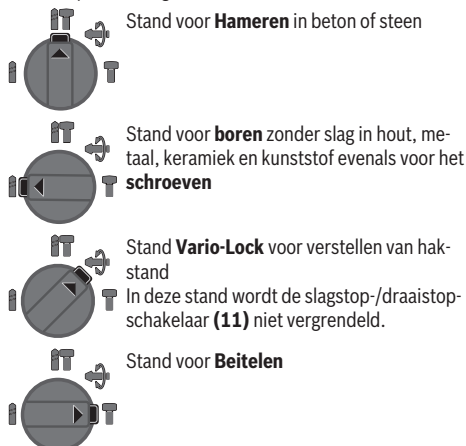 Stand voor Hameren in beton of steen
Stand voor boren zonder slag in hout, me-
taal, keramiek en kunststof evenals voor het
schroeven
Stand Vario-Lock voor verstellen van hak-
stand
In deze stand wordt de slagstop-/draaistop-
schakelaar (11) niet vergrendeld.
Stand voor Beitelen